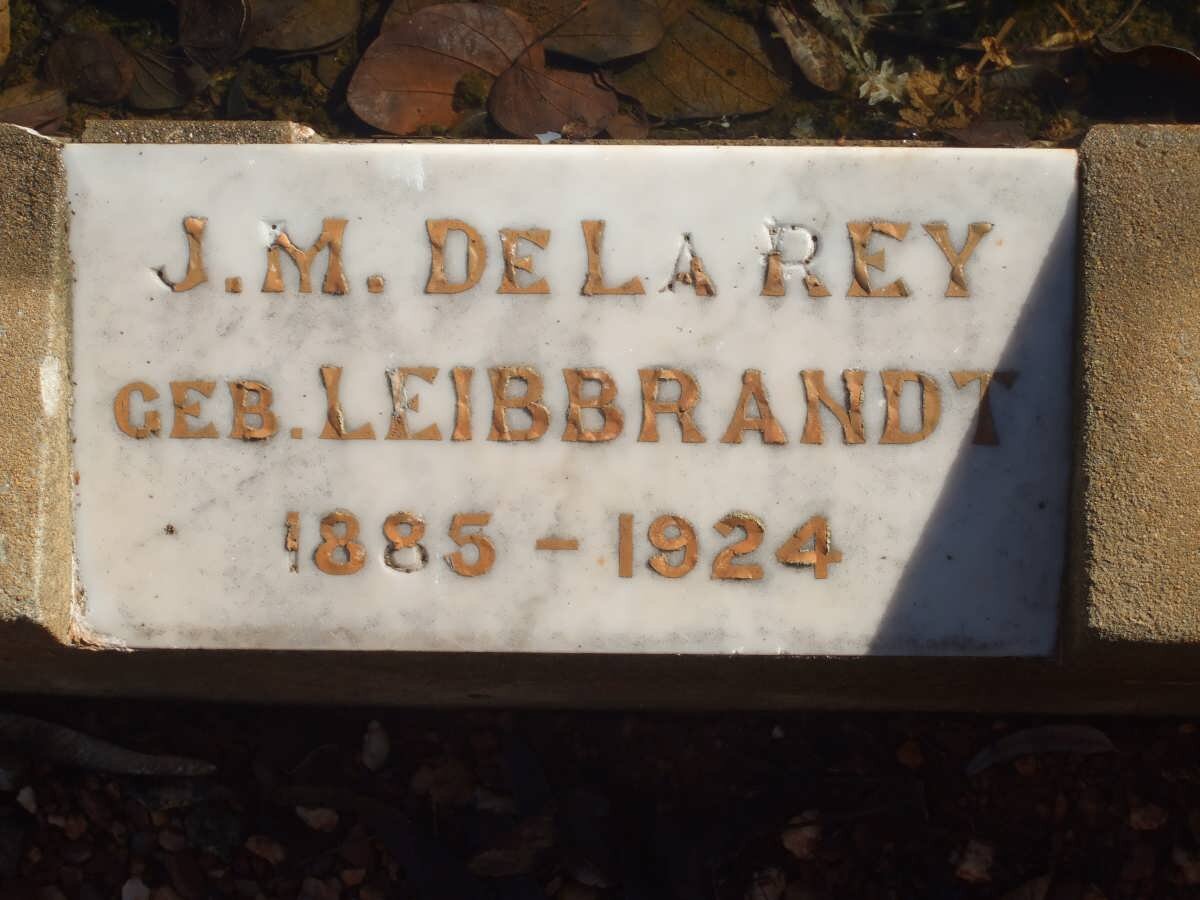 J. M. DE LA REY
GEB. LEIBBRANDT
1885 - 1924